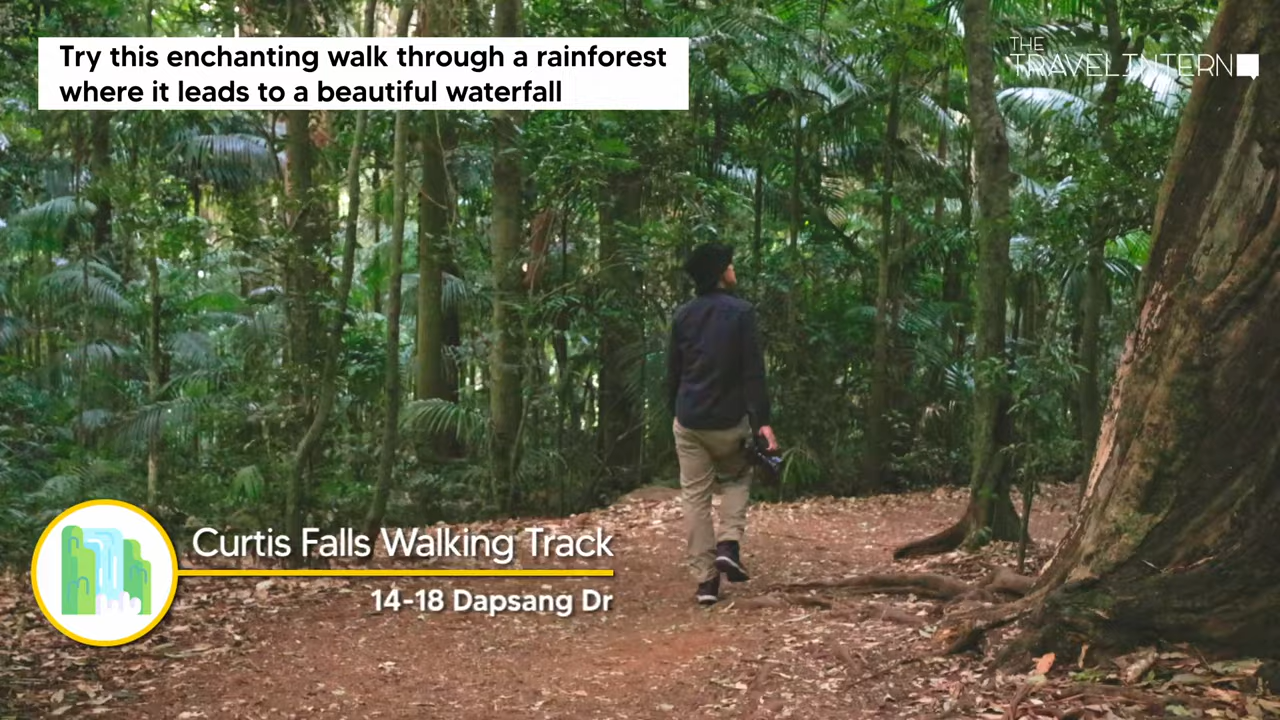 Try this enchanting walk through a rainforest
where it leads to a beautiful waterfall
THE
TRAVEL INTERN
Curtis Falls Walking Track
14-18 Dapsang Dr